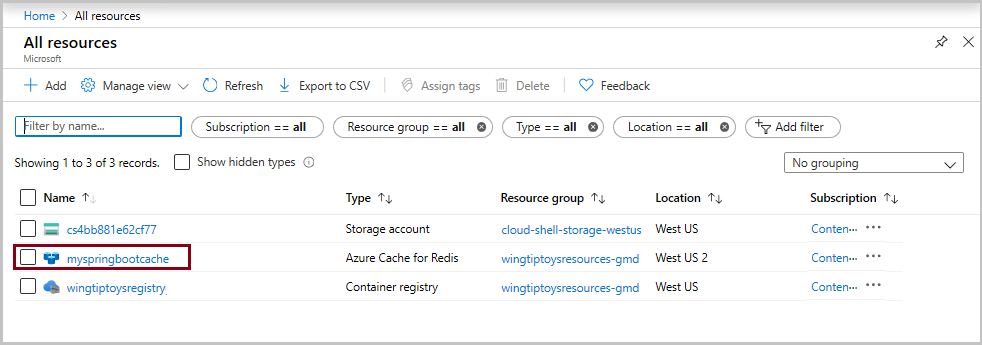 Home > All resources
All resources
Microsoft
Add Manage view Refresh Export to CSV Assign tags Delete Feedback
Filter by name... Subscription == all Resource group == all Type == all Location == all Add filter
Showing 1 to 3 of 3 records. Show hidden types No grouping
Name Type Resource group Location Subscription
cs4bb881e62cf77 Storage account cloud-shell-storage-westus West US Conten···
myspringbootcache Azure Cache for Redis wingtiptoysresources-gmd West US 2 Conten···
wingtiptoysregistry Container registry wingtiptoysresources-gmd West US Conten···